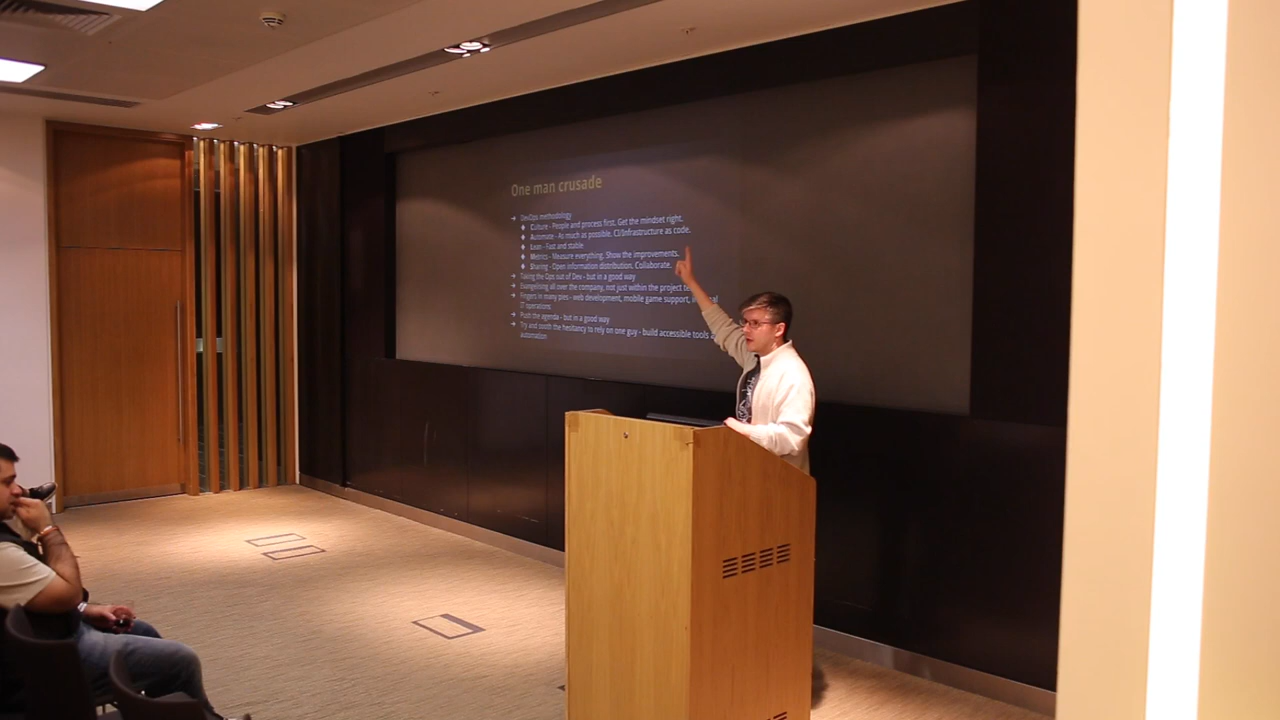 One man crusade
➔ DevOps methodology
◆ Culture - People and process first. Get the mindset right.
◆ Automate - As much as possible. CI/Infrastructure as code.
◆ Lean - Fast and stable
◆ Metrics - Measure everything. Show the improvements.
◆ Sharing - Open information distribution. Collaborate.
➔ Taking the Ops out of Dev - but in a good way
➔ Evangelising all over the company, not just within the project
➔ Fingers in many pies - web development, mobile game support,
IT operations
➔ Push the agenda - but in a good way
➔ Try and sooth the hesitancy to rely on one guy - build accessible tools
automation